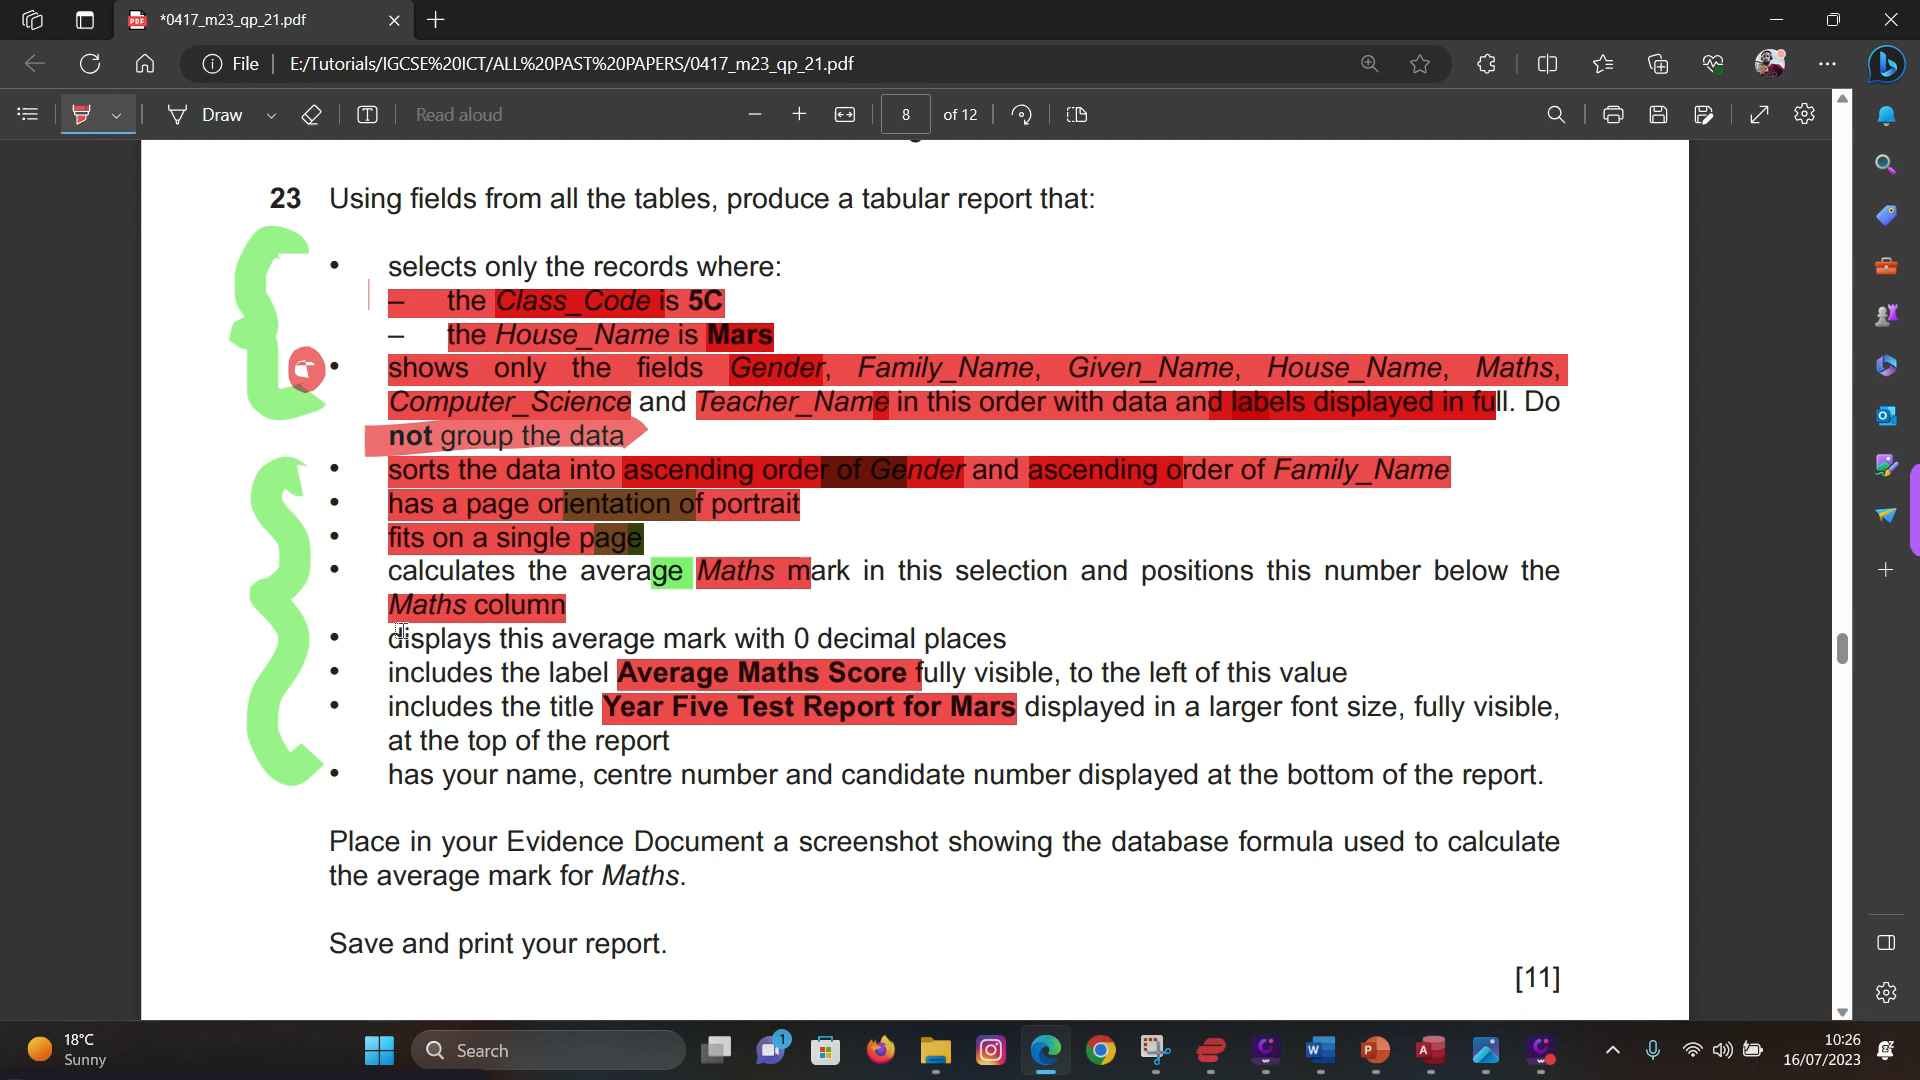 *0417_m23_qp_21.pdf
File
E:/Tutorials/IGCSE%20ICT/ALL%20PAST%20PAPERS/0417_m23_qp_21.pdf
Draw
Read aloud
8
of 12
23 Using fields from all the tables, produce a tabular report that:
• selects only the records where:
– the Class_Code is 5C
– the House_Name is Mars
• shows only the fields Gender, Family_Name, Given_Name, House_Name, Maths,
Computer_Science and Teacher_Name in this order with data and labels displayed in full. Do
not group the data
• sorts the data into ascending order of Gender and ascending order of Family_Name
• has a page orientation of portrait
• fits on a single page
• calculates the average Maths mark in this selection and positions this number below the
Maths column
• displays this average mark with 0 decimal places
• includes the label Average Maths Score fully visible, to the left of this value
• includes the title Year Five Test Report for Mars displayed in a larger font size, fully visible,
at the top of the report
• has your name, centre number and candidate number displayed at the bottom of the report.
Place in your Evidence Document a screenshot showing the database formula used to calculate
the average mark for Maths.
Save and print your report.
[11]
18°C
Sunny
Search
1
10:26
16/07/2023